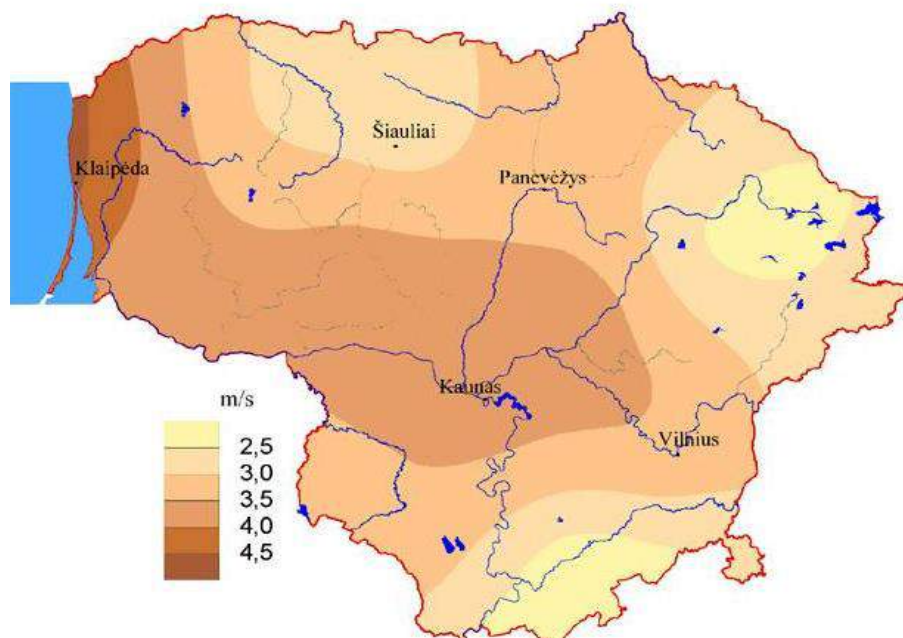 Šiauliai
Klaipėda
Panevėžys
Kaunas
Vilnius
m/s
2,5
3,0
3,5
4,0
4,5